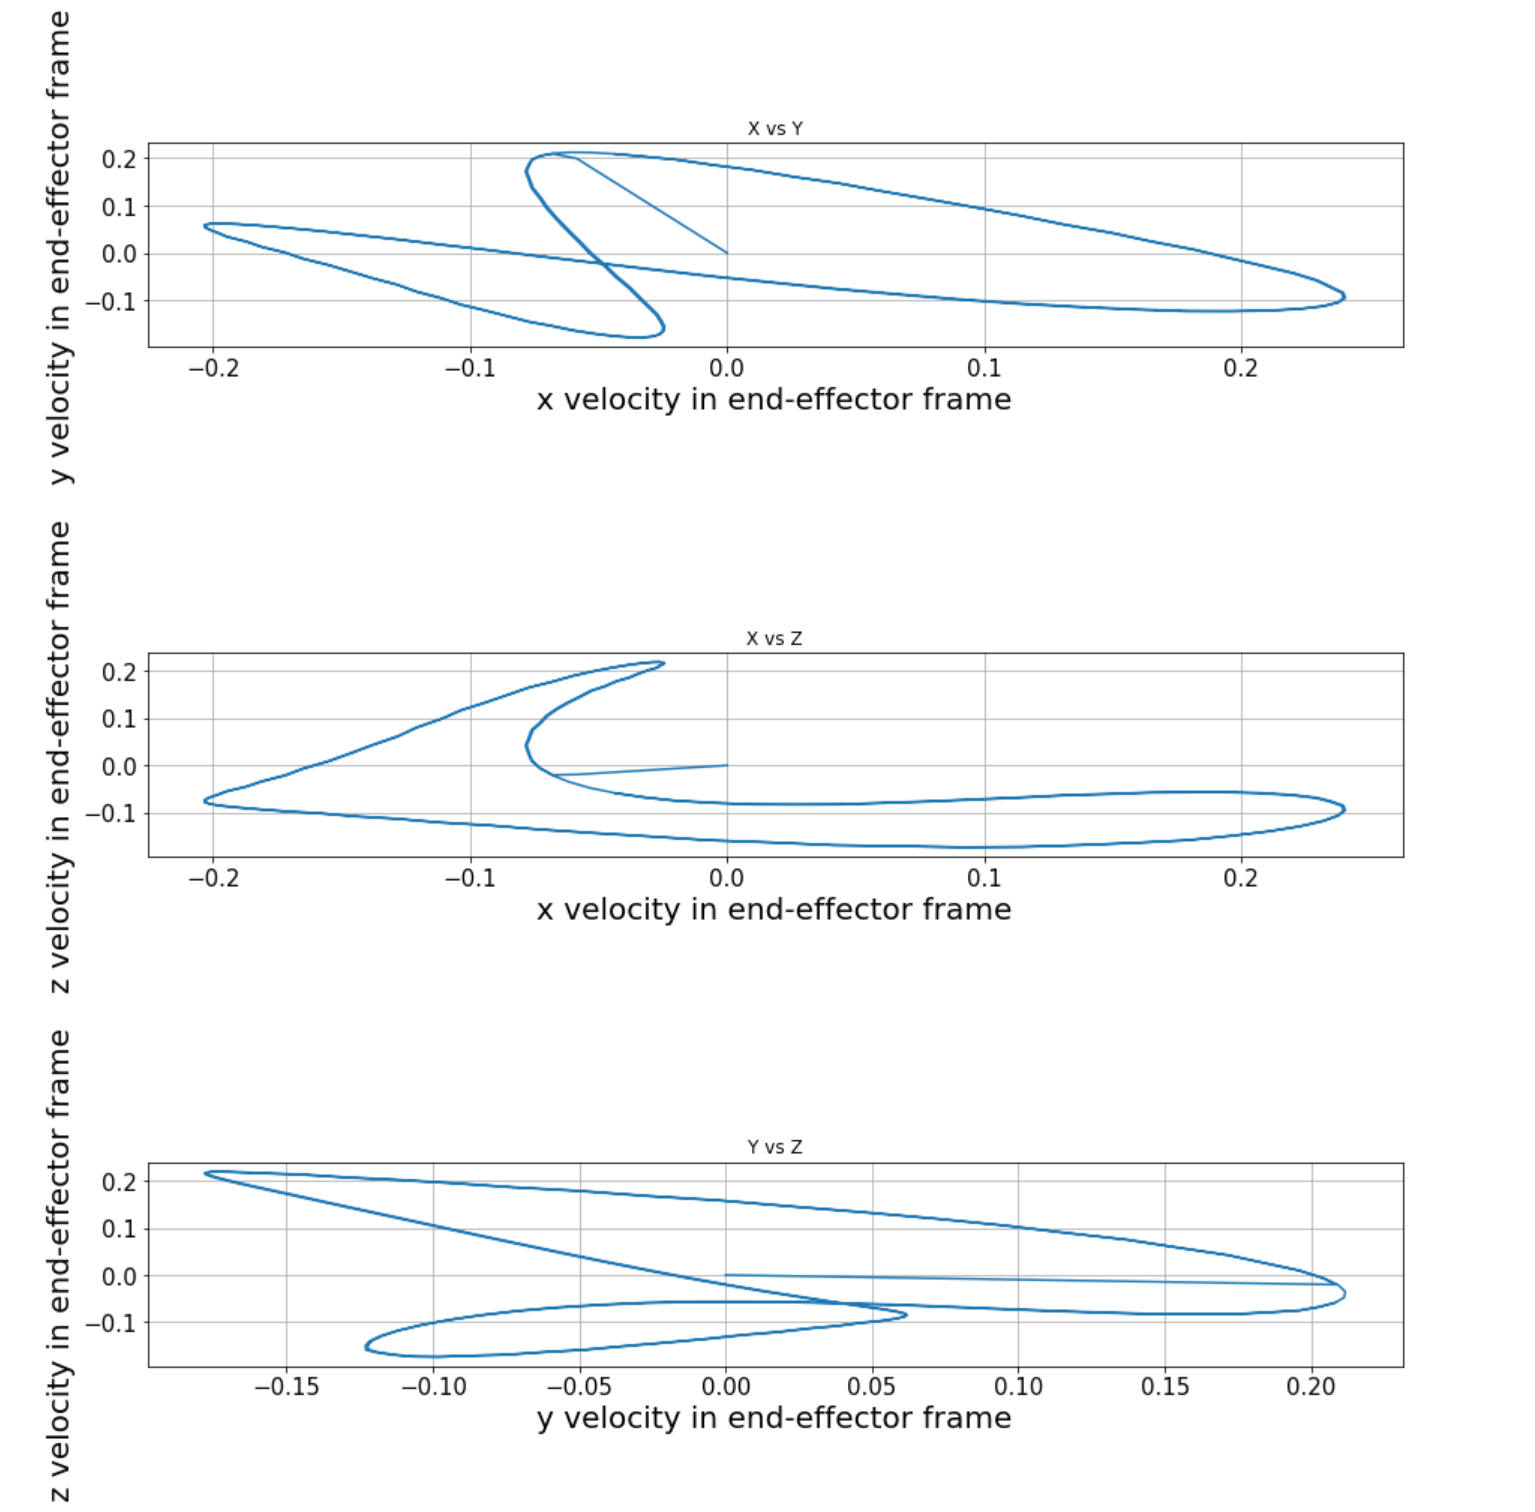 X vs Y
y velocity in end-effector frame
0.2
0.1
0.0
−0.1
−0.2 −0.1 0.0 0.1 0.2
x velocity in end-effector frame
X vs Z
z velocity in end-effector frame
0.2
0.1
0.0
−0.1
−0.2 −0.1 0.0 0.1 0.2
x velocity in end-effector frame
Y vs Z
z velocity in end-effector frame
0.2
0.1
0.0
−0.1
−0.15 −0.10 −0.05 0.00 0.05 0.10 0.15 0.20
y velocity in end-effector frame